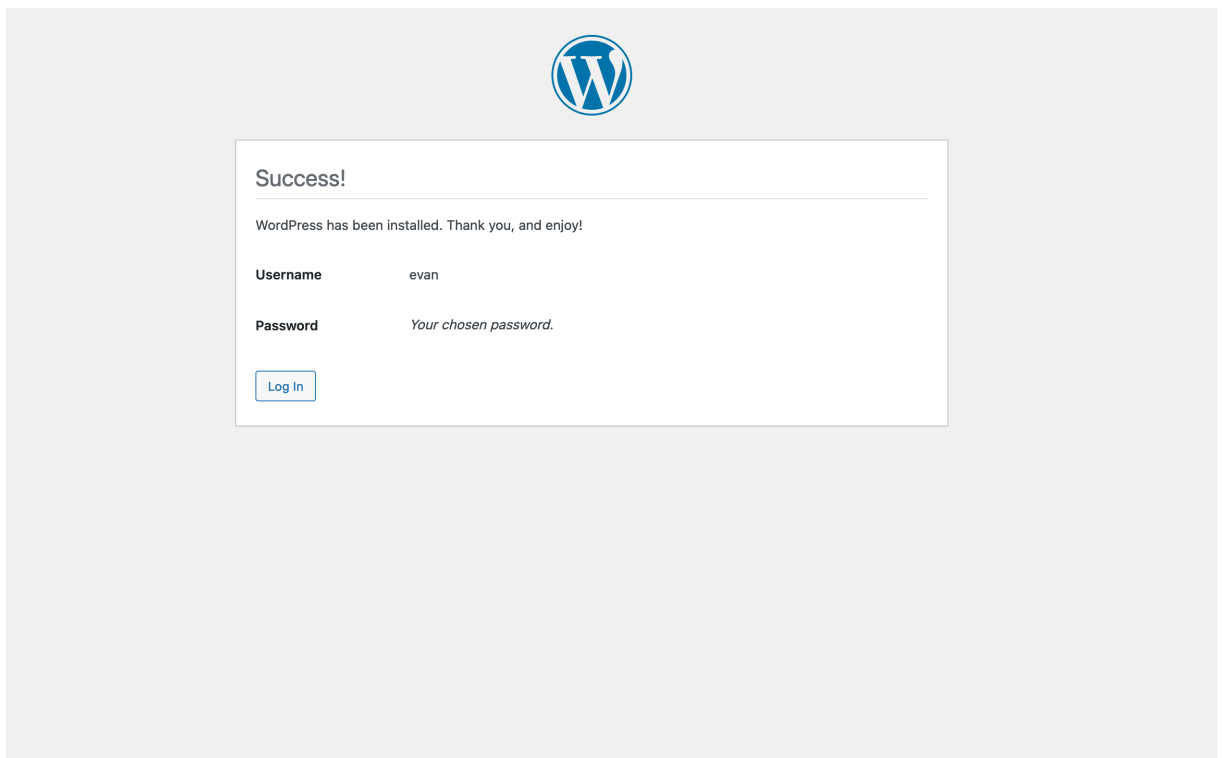 Success!
WordPress has been installed. Thank you, and enjoy!
Username evan
Password Your chosen password.
Log In